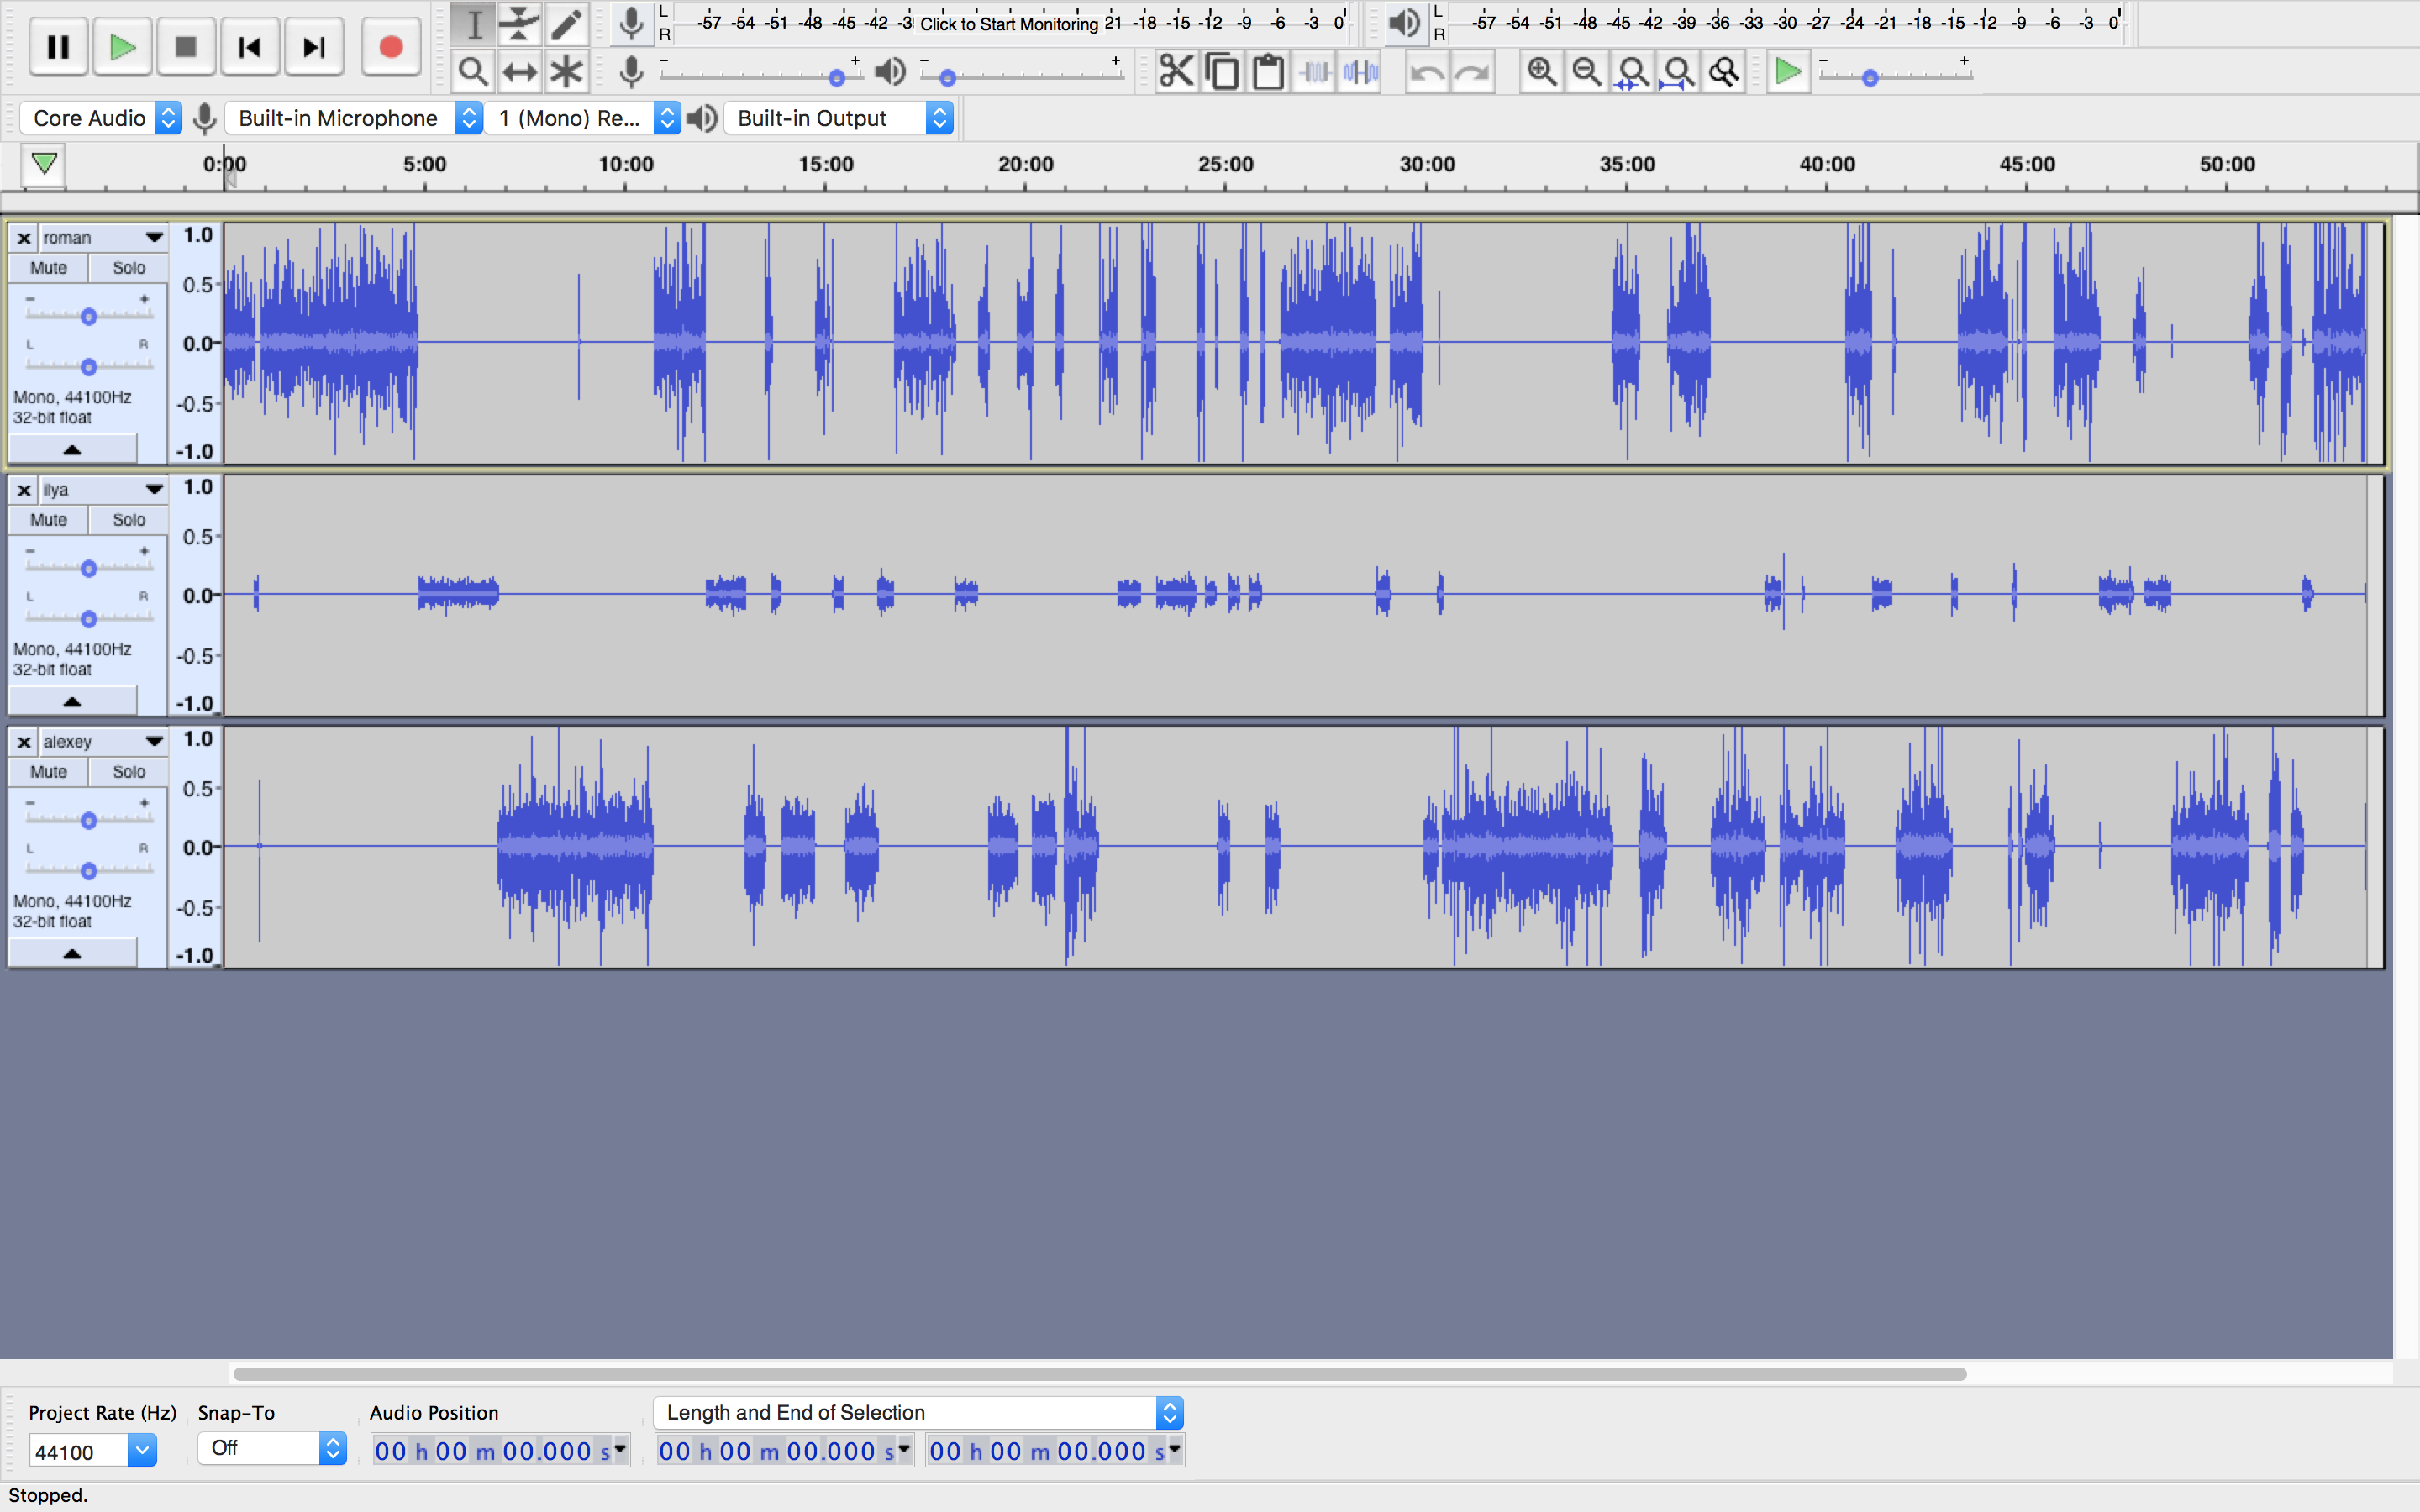 L R -57 -54 -51 -48 -45 -42 -3 Click to Start Monitoring 21 -18 -15 -12 -9 -6 -3 0
L R -57 -54 -51 -48 -45 -42 -39 -36 -33 -30 -27 -24 -21 -18 -15 -12 -9 -6 -3 0
- + - + - +
Core Audio Built-in Microphone 1 (Mono) Re... Built-in Output
0:00 5:00 10:00 15:00 20:00 25:00 30:00 35:00 40:00 45:00 50:00
x roman 1.0
Mute Solo
0.5
- +
L R 0.0
Mono, 44100Hz
32-bit float -0.5
-1.0
x ilya 1.0
Mute Solo
0.5
- +
L R 0.0
Mono, 44100Hz
32-bit float -0.5
-1.0
x alexey 1.0
Mute Solo
0.5
- +
L R 0.0
Mono, 44100Hz
32-bit float -0.5
-1.0
Project Rate (Hz) Snap-To Audio Position Length and End of Selection
44100 Off 00 h 00 m 00.000 s 00 h 00 m 00.000 s 00 h 00 m 00.000 s
Stopped.